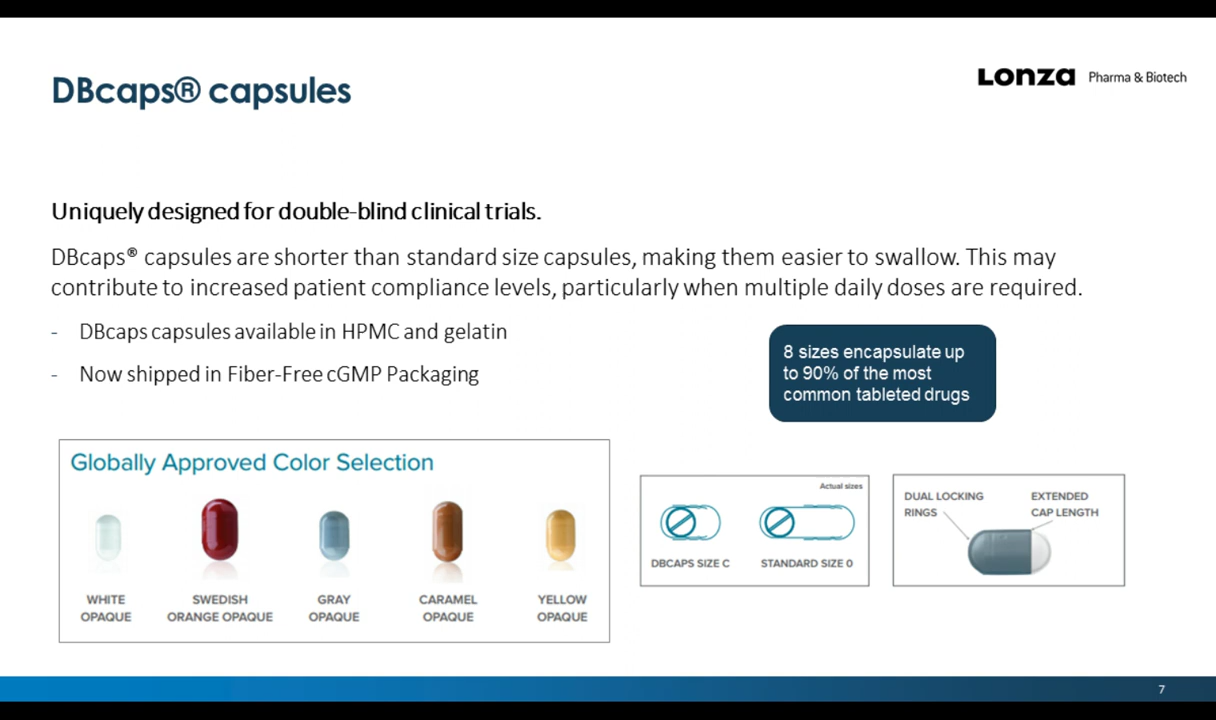 DBcaps® capsules
Lonza Pharma & Biotech
Uniquely designed for double-blind clinical trials.
DBcaps® capsules are shorter than standard size capsules, making them easier to swallow. This may
contribute to increased patient compliance levels, particularly when multiple daily doses are required.
- DBcaps capsules available in HPMC and gelatin
- Now shipped in Fiber-Free cGMP Packaging
8 sizes encapsulate up
to 90% of the most
common tableted drugs
Globally Approved Color Selection
WHITE
OPAQUE
SWEDISH
ORANGE OPAQUE
GRAY
OPAQUE
CARAMEL
OPAQUE
YELLOW
OPAQUE
Actual sizes
DBCAPS SIZE C
STANDARD SIZE 0
DUAL LOCKING
RINGS
EXTENDED
CAP LENGTH
7